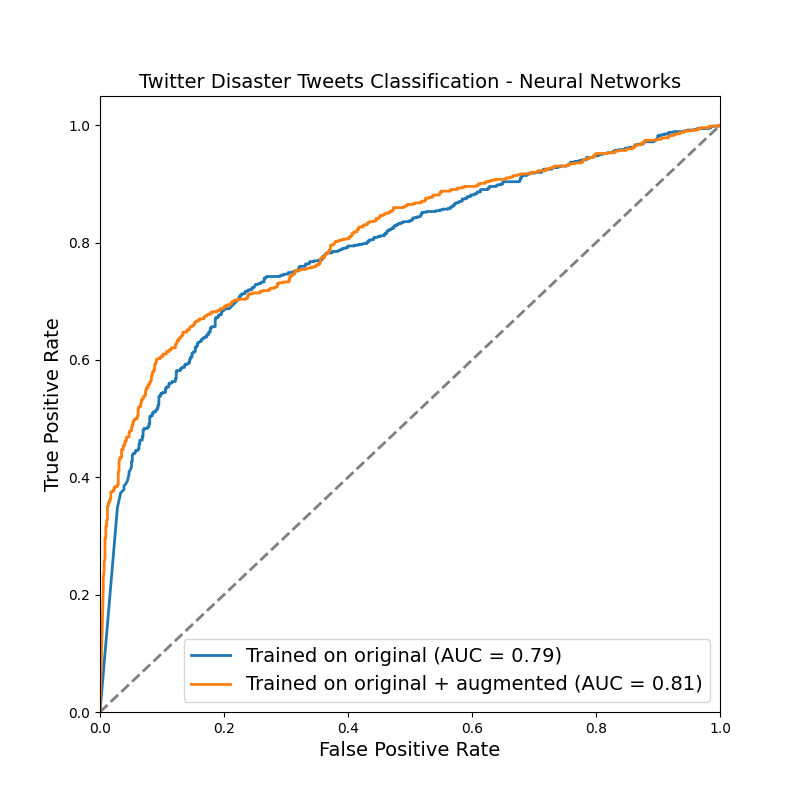 Twitter Disaster Tweets Classification - Neural Networks
True Positive Rate
1.0
0.8
0.6
0.4
0.2
0.0
Trained on original (AUC = 0.79)
Trained on original + augmented (AUC = 0.81)
0.0 0.2 0.4 0.6 0.8 1.0
False Positive Rate